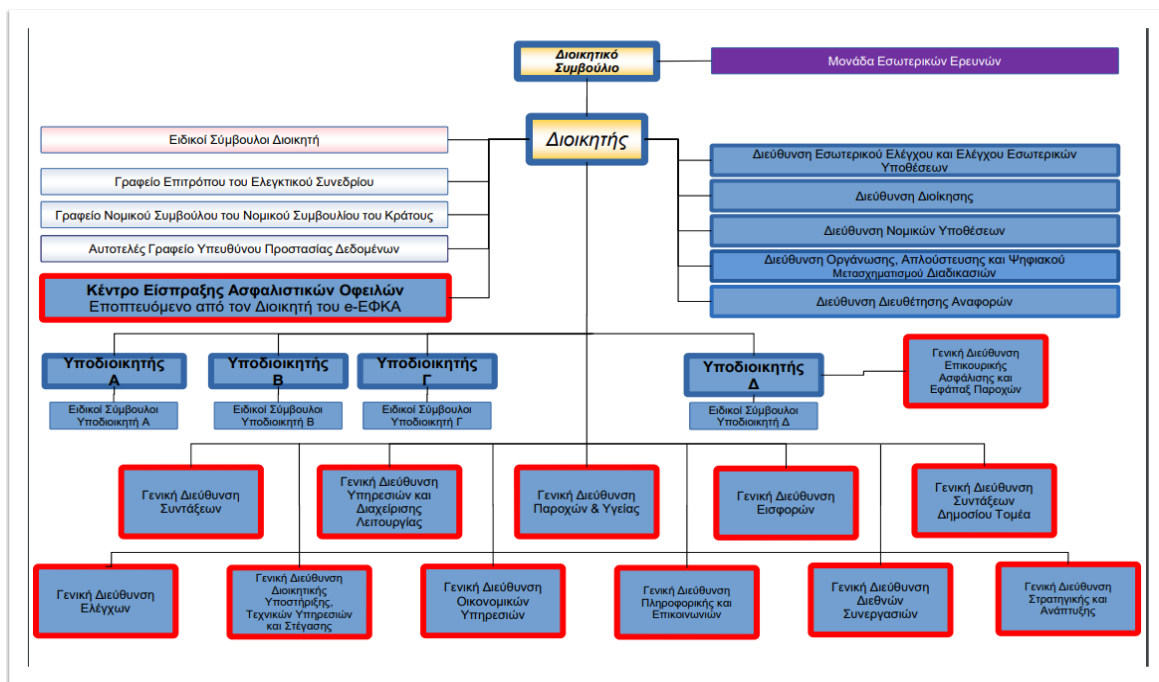 Διοικητικό
Συμβούλιο
Μονάδα Εσωτερικών Ερευνών
Διοικητής
Ειδικοί Σύμβουλοι Διοικητή
Γραφείο Επιτρόπου του Ελεγκτικού Συνεδρίου
Γραφείο Νομικού Συμβούλου του Νομικού Συμβουλίου του Κράτους
Αυτοτελές Γραφείο Υπευθύνου Προστασίας Δεδομένων
Κέντρο Είσπραξης Ασφαλιστικών Οφειλών
Εποπτευόμενο από τον Διοικητή του e-ΕΦΚΑ
Διεύθυνση Εσωτερικού Ελέγχου και Ελέγχου Εσωτερικών
Υποθέσεων
Διεύθυνση Διοίκησης
Διεύθυνση Νομικών Υποθέσεων
Διεύθυνση Οργάνωσης, Απλούστευσης και Ψηφιακού
Μετασχηματισμού Διαδικασιών
Διεύθυνση Διευθέτησης Αναφορών
Υποδιοικητής
Α
Υποδιοικητής
Β
Υποδιοικητής
Γ
Υποδιοικητής
Δ
Γενική Διεύθυνση
Επικουρικής
Ασφάλισης και
Εφάπαξ Παροχών
Ειδικοί Σύμβουλοι
Υποδιοικητή Α
Ειδικοί Σύμβουλοι
Υποδιοικητή Β
Ειδικοί Σύμβουλοι
Υποδιοικητή Γ
Ειδικοί Σύμβουλοι
Υποδιοικητή Δ
Γενική Διεύθυνση
Συντάξεων
Γενική Διεύθυνση
Υπηρεσιών και
Διαχείρισης
Λειτουργίας
Γενική Διεύθυνση
Παροχών & Υγείας
Γενική Διεύθυνση
Εισφορών
Γενική Διεύθυνση
Συντάξεων
Δημοσίου Τομέα
Γενική Διεύθυνση
Ελέγχων
Γενική Διεύθυνση
Διοικητικής
Υποστήριξης,
Τεχνικών Υπηρεσιών
και Στέγασης
Γενική Διεύθυνση
Οικονομικών
Υπηρεσιών
Γενική Διεύθυνση
Πληροφορικής και
Επικοινωνιών
Γενική Διεύθυνση
Διεθνών
Συνεργασιών
Γενική Διεύθυνση
Στρατηγικής και
Ανάπτυξης